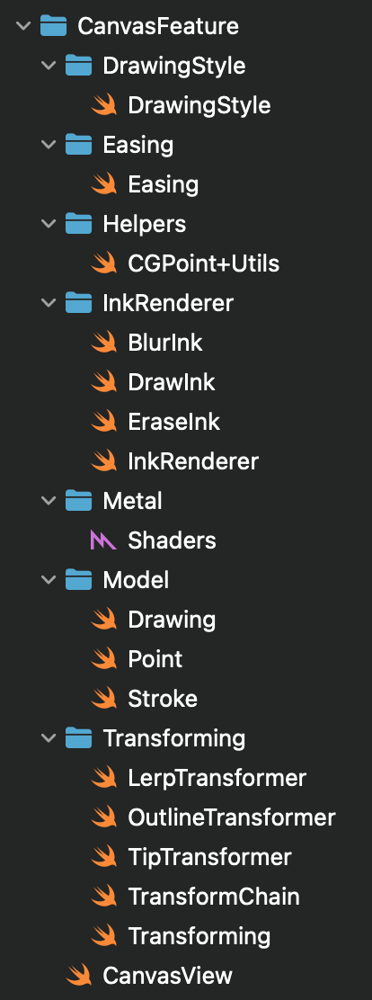 CanvasFeature
DrawingStyle
DrawingStyle
Easing
Easing
Helpers
CGPoint+Utils
InkRenderer
BlurInk
DrawInk
EraseInk
InkRenderer
Metal
Shaders
Model
Drawing
Point
Stroke
Transforming
LerpTransformer
OutlineTransformer
TipTransformer
TransformChain
Transforming
CanvasView